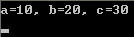 a=10, b=20, c=30